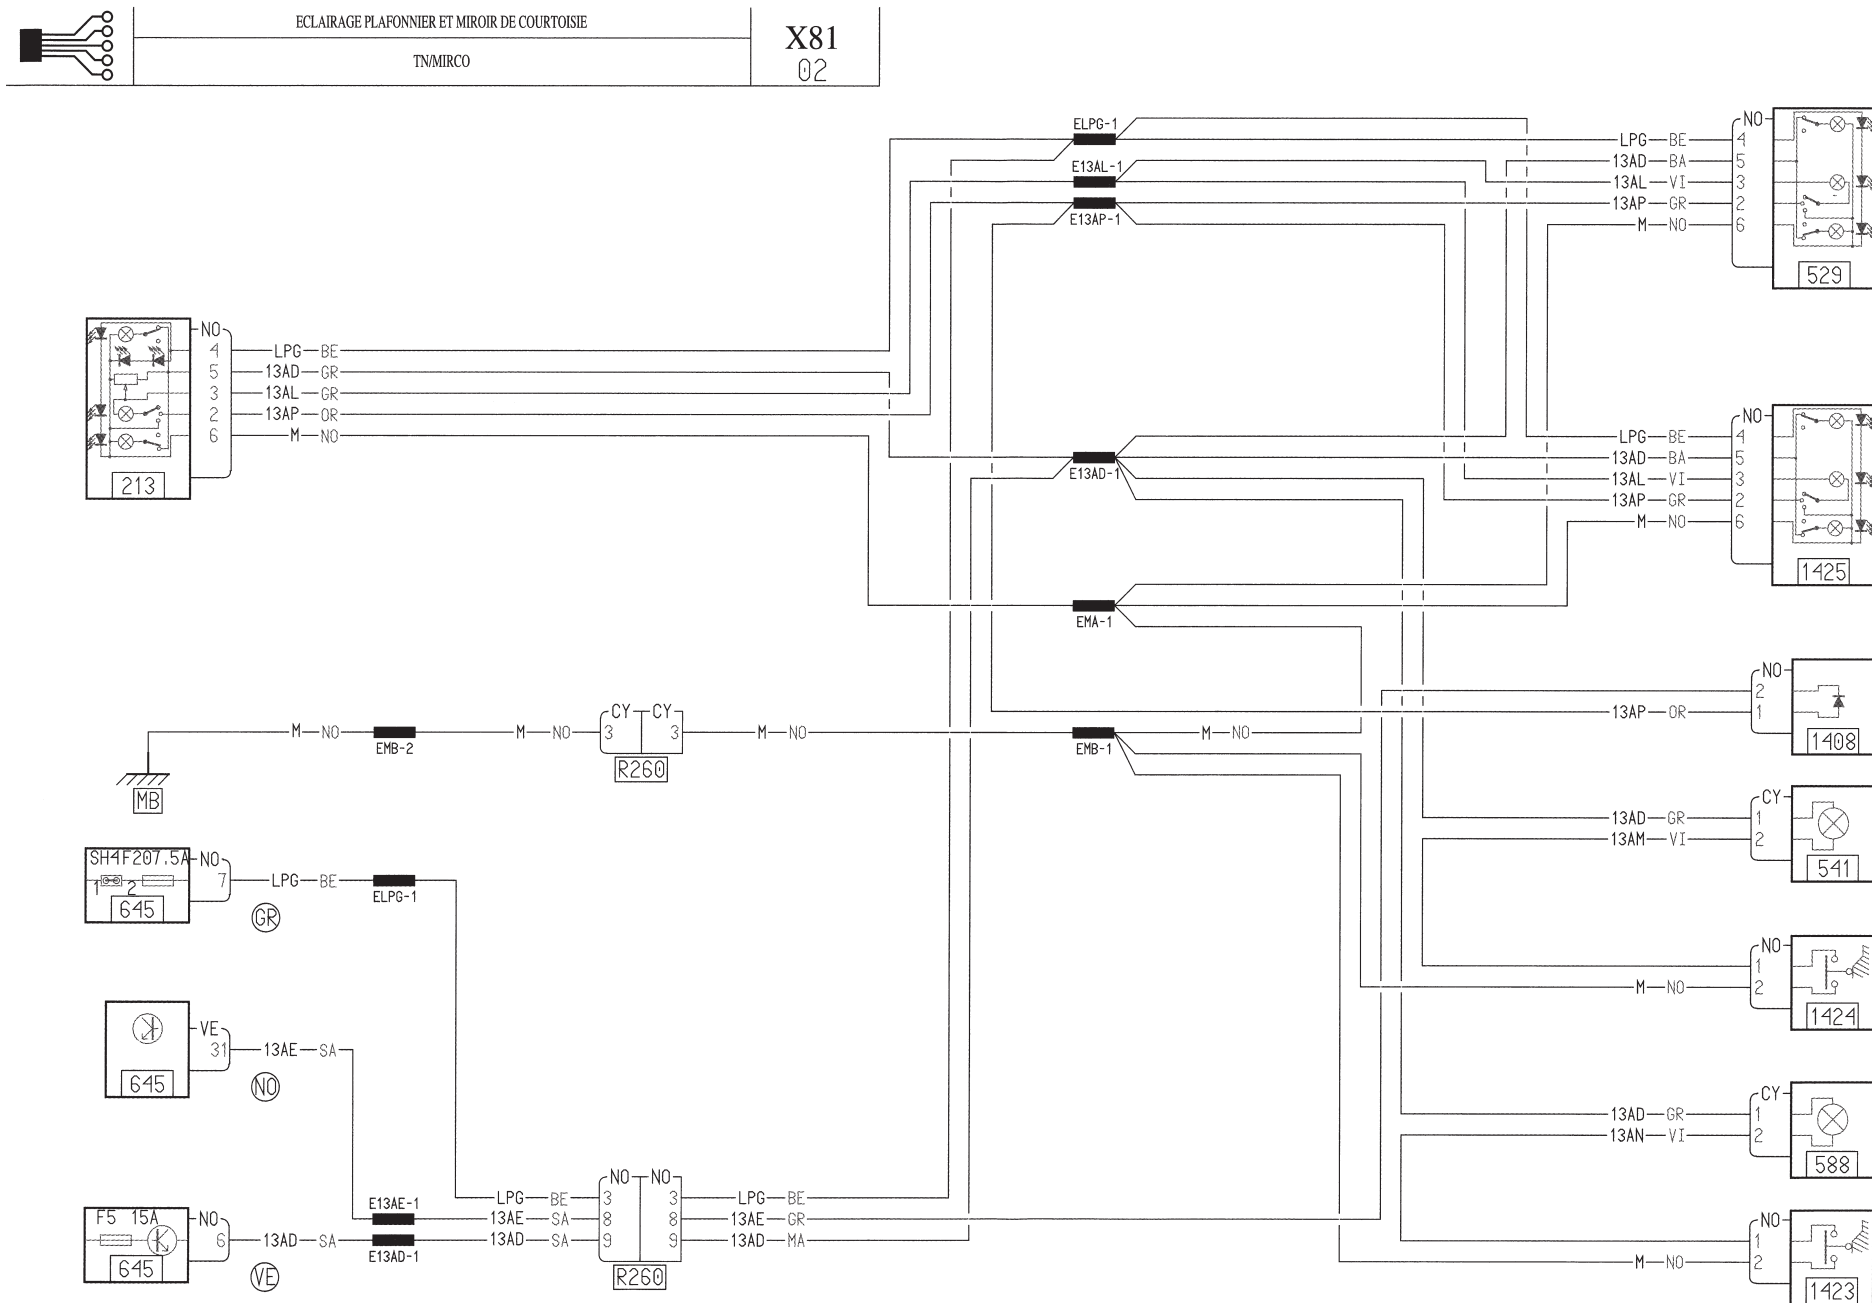 ECLAIRAGE PLAFONNIER ET MIROIR DE COURTOISIE
TN/MIRCO
X81
02
ELPG-1
E13AL-1
E13AP-1
NO
LPG BE 4
13AD BA 5
13AL VI 3
13AP GR 2
M NO 6
529
NO
4 LPG BE
5 13AD GR
3 13AL GR
2 13AP OR
6 M NO
213
E13AD-1
NO
LPG BE 4
13AD BA 5
13AL VI 3
13AP GR 2
M NO 6
1425
EMA-1
NO
2
13AP OR 1
1408
M NO
EMB-2
M NO
CY CY
3 3
R260
M NO
EMB-1
M NO
MB
CY
13AD GR 1
13AM VI 2
541
SH4F207.5A NO
1 2
7 LPG BE
ELPG-1
645
GR
NO
1
M NO 2
1424
VE
31 13AE SA
645
NO
CY
13AD GR 1
13AN VI 2
588
NO NO
LPG BE 3 3 LPG BE
E13AE-1
13AE SA 8 8 13AE GR
F5 15A NO
6 13AD SA
E13AD-1
13AD SA 9 9 13AD MA
645
VE
R260
NO
1
M NO 2
1423